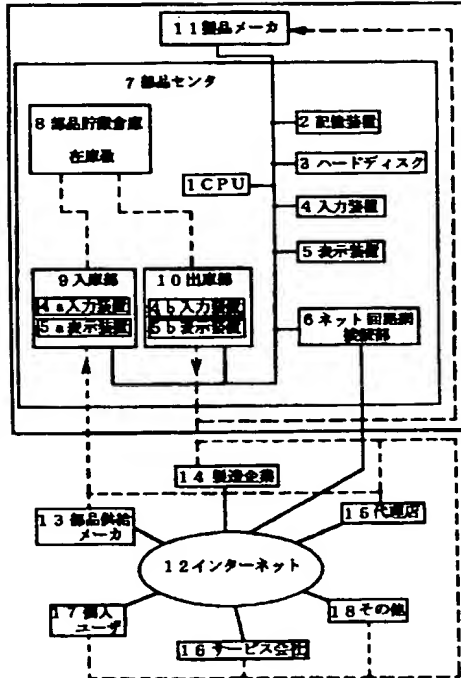 11製品メーカ
7部品センタ
8部品貯蔵倉庫
在庫数
2記憶装置
3ハードディスク
1CPU
4入力装置
5表示装置
9入庫部
4a入力装置
5a表示装置
10出庫部
4b入力装置
5b表示装置
6ネット回路網
接続部
14製造企業
13部品供給
メーカ
15代理店
12インターネット
17個人
ユーザ
18その他
16サービス会社